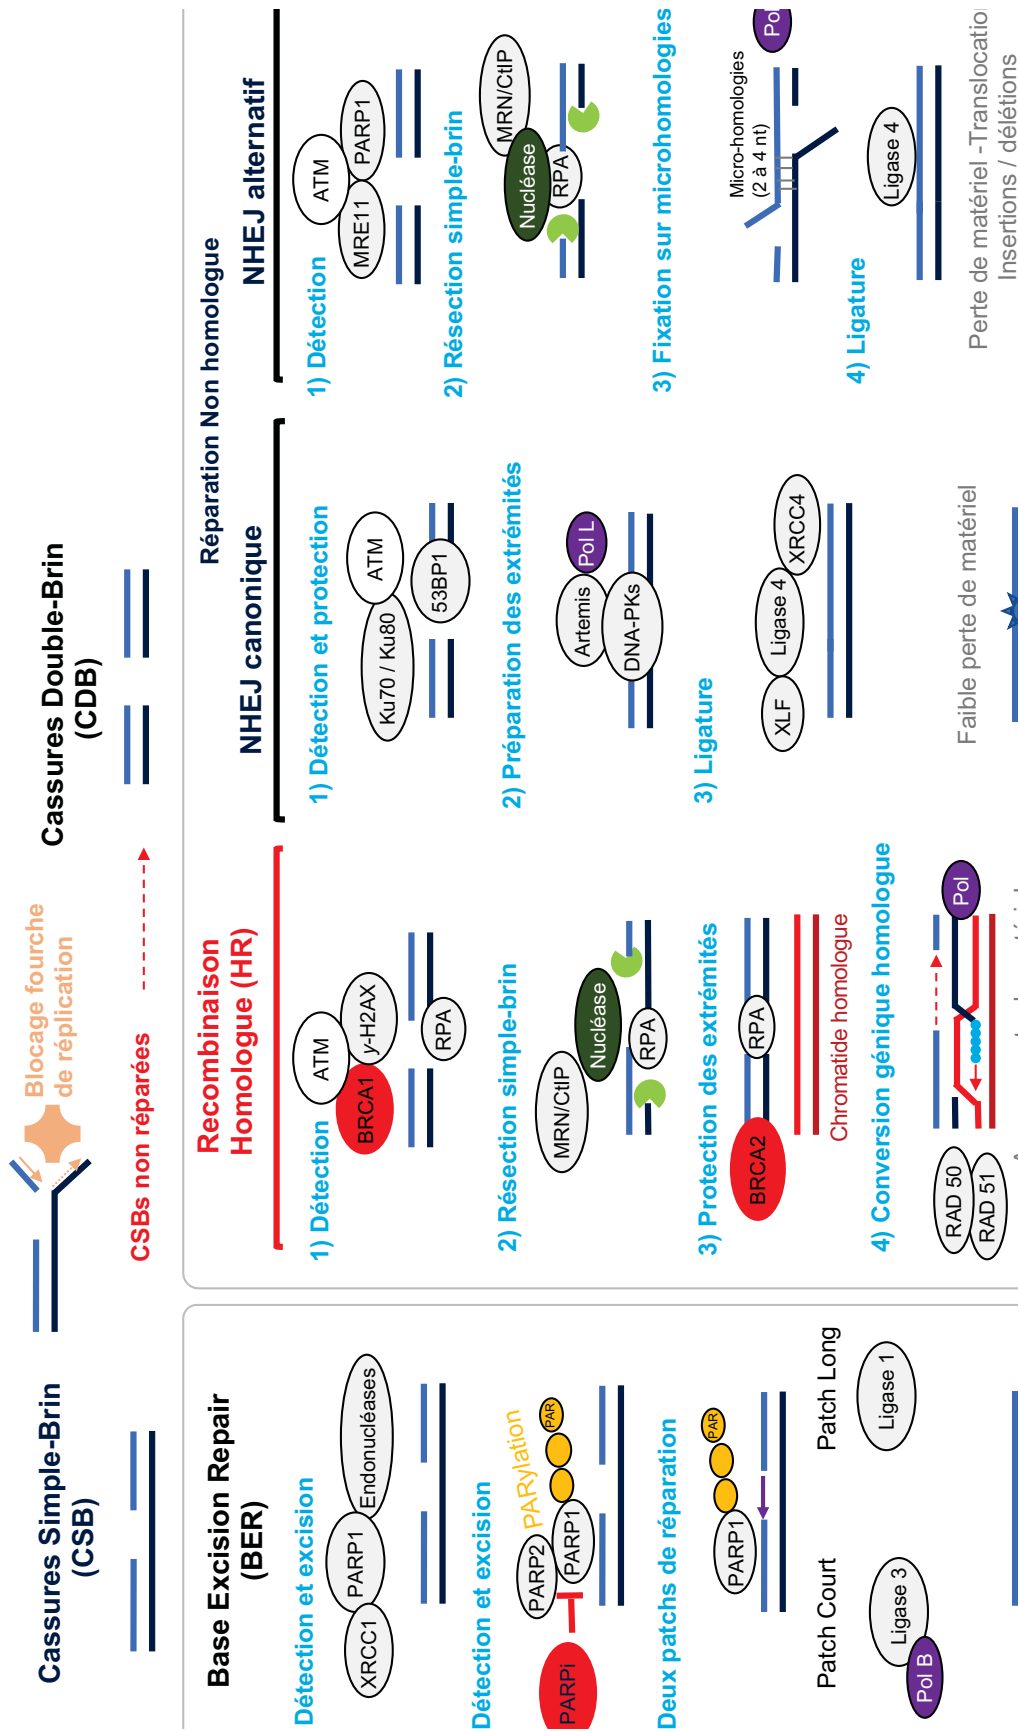 Cassures Simple-Brin
(CSB)
Blocage fourche
de réplication
CSBs non réparées
Cassures Double-Brin
(CDB)
Base Excision Repair
(BER)
Détection et excision
XRCC1
PARP1
Endonucléases
Détection et excision
PARPi
PARP2
PARP1
PARylation
PAR
Deux patchs de réparation
PARP1
PAR
Patch Court
Patch Long
Pol B
Ligase 3
Ligase 1
Recombinaison
Homologue (HR)
1) Détection
BRCA1
ATM
y-H2AX
RPA
2) Résection simple-brin
MRN/CtIP
Nucléase
RPA
3) Protection des extrémités
BRCA2
RPA
Chromatide homologue
4) Conversion génique homologue
RAD 50
RAD 51
Pol
Réparation Non homologue
NHEJ canonique
1) Détection et protection
Ku70 / Ku80
ATM
53BP1
2) Préparation des extrémités
Artemis
Pol L
DNA-PKs
3) Ligature
XLF
Ligase 4
XRCC4
Faible perte de matériel
NHEJ alternatif
1) Détection
MRE11
ATM
PARP1
2) Résection simple-brin
Nucléase
MRN/CtIP
RPA
3) Fixation sur microhomologies
Micro-homologies
(2 à 4 nt)
Pol
4) Ligature
Ligase 4
Perte de matériel -Translocatio
Insertions / délétions